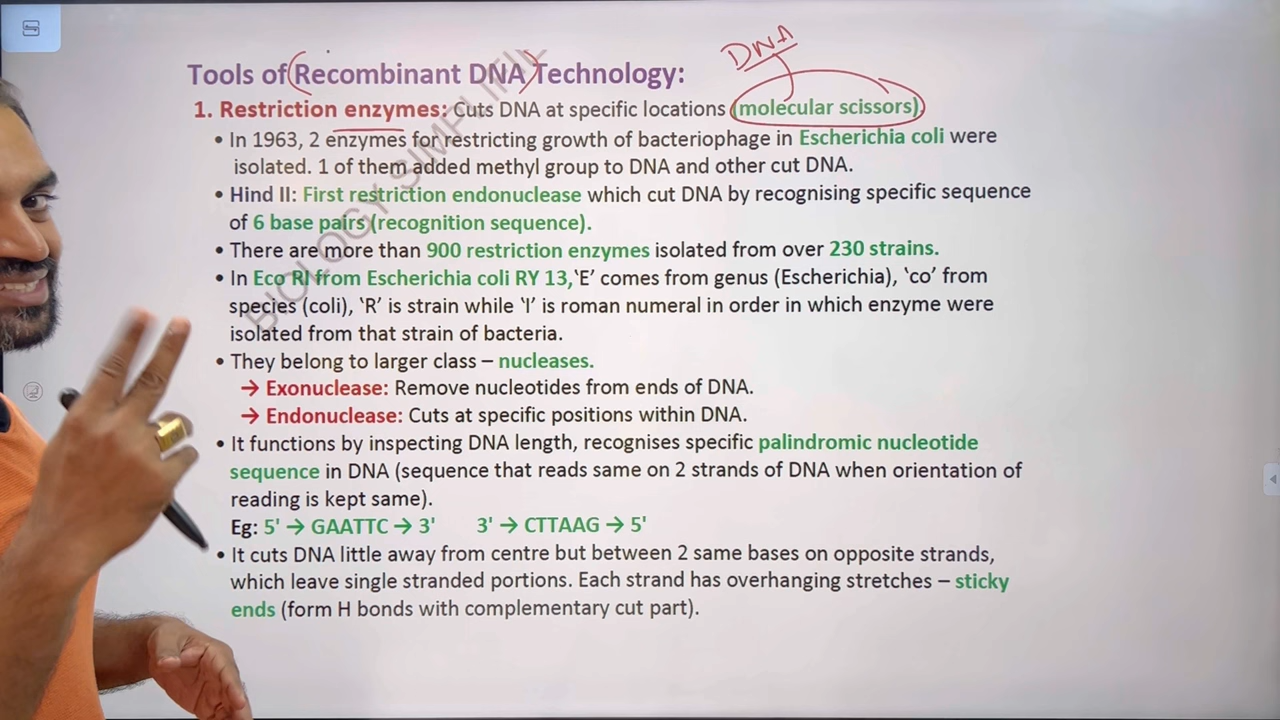 DNA
Tools of (Recombinant DNA) Technology:
1. Restriction enzymes: Cuts DNA at specific locations (molecular scissors).
• In 1963, 2 enzymes for restricting growth of bacteriophage in Escherichia coli were
isolated. 1 of them added methyl group to DNA and other cut DNA.
• Hind II: First restriction endonuclease which cut DNA by recognising specific sequence
of 6 base pairs (recognition sequence).
• There are more than 900 restriction enzymes isolated from over 230 strains.
• In Eco RI from Escherichia coli RY 13, 'E' comes from genus (Escherichia), 'co' from
species (coli), 'R' is strain while 'I' is roman numeral in order in which enzyme were
isolated from that strain of bacteria.
• They belong to larger class – nucleases.
→ Exonuclease: Remove nucleotides from ends of DNA.
→ Endonuclease: Cuts at specific positions within DNA.
• It functions by inspecting DNA length, recognises specific palindromic nucleotide
sequence in DNA (sequence that reads same on 2 strands of DNA when orientation of
reading is kept same).
Eg: 5' → GAATTC → 3' 3' → CTTAAG → 5'
• It cuts DNA little away from centre but between 2 same bases on opposite strands,
which leave single stranded portions. Each strand has overhanging stretches – sticky
ends (form H bonds with complementary cut part).
BIOLOGY